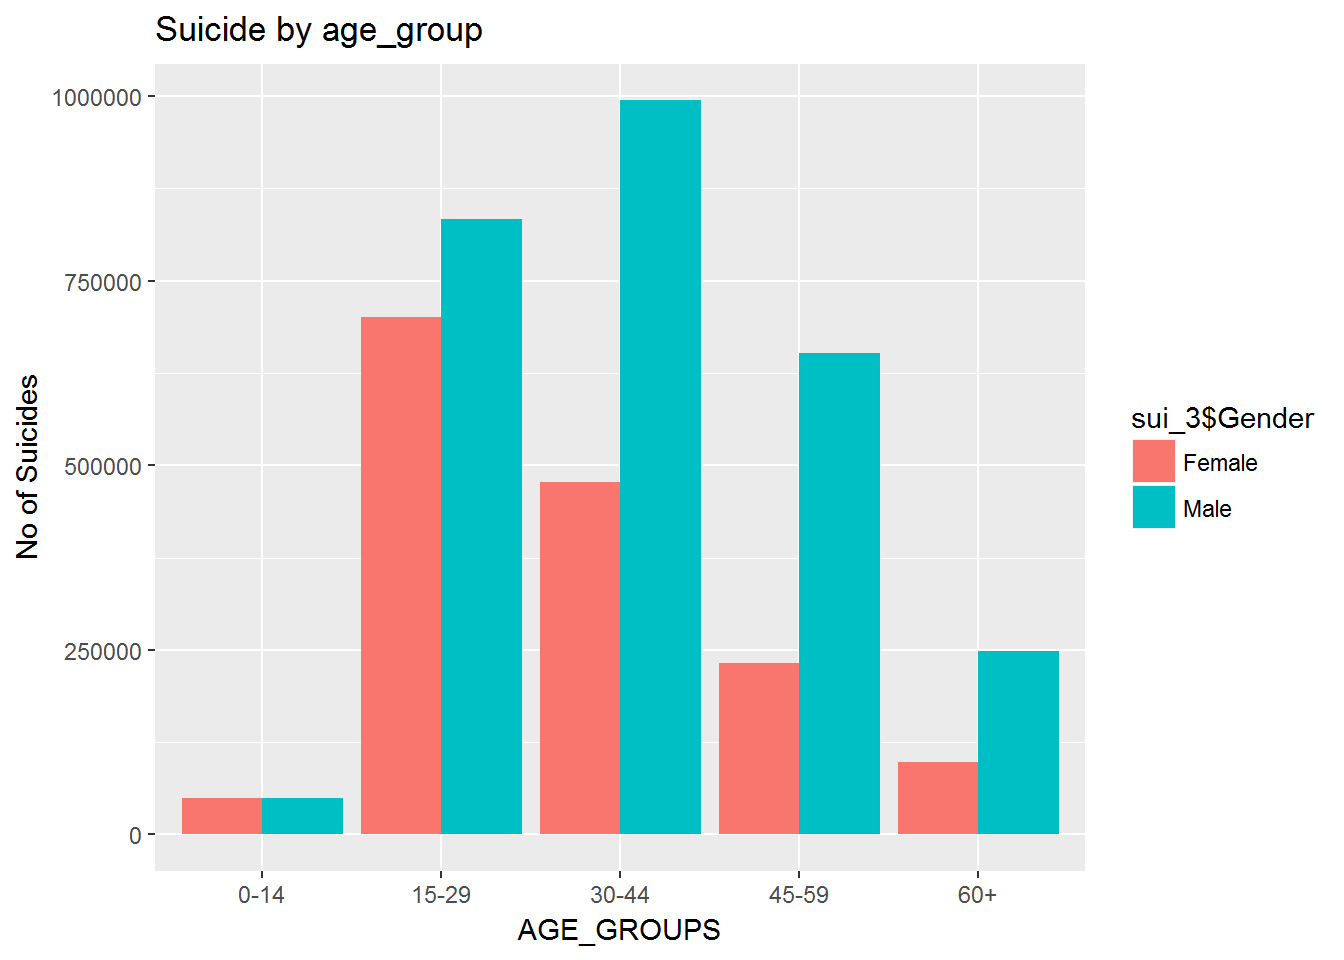 Suicide by age_group
1000000
750000
500000
250000
0
No of Suicides
0-14
15-29
30-44
45-59
60+
AGE_GROUPS
sui_3$Gender
Female
Male